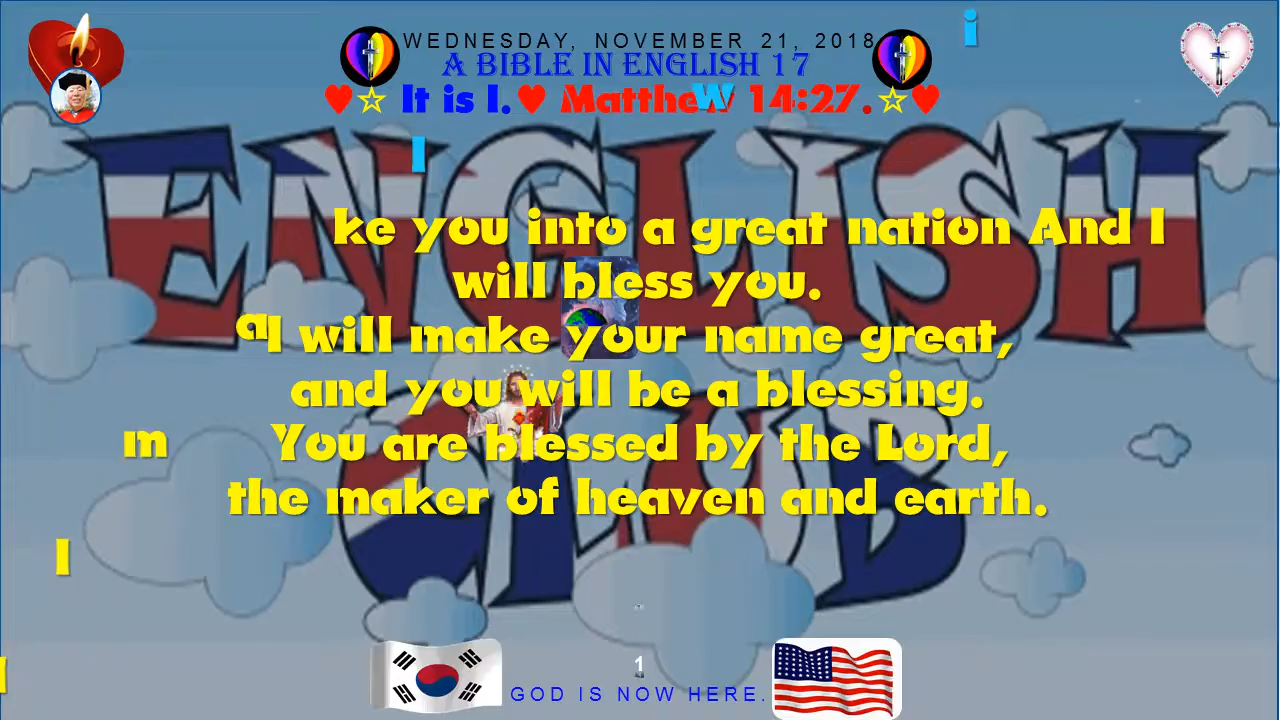 WEDNESDAY, NOVEMBER 21, 2018
A BIBLE IN ENGLISH 17
♥☆ It is I.♥ Matthew 14:27.☆♥
i
W
I
ENGLISH
ke you into a great nation And I
will bless you.
a
I will make your name great,
and you will be a blessing.
m
You are blessed by the Lord,
the maker of heaven and earth.
l
CLUB
1
GOD IS NOW HERE.